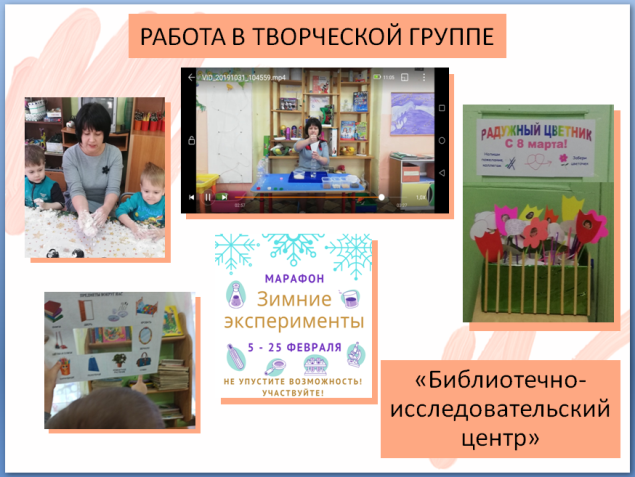 РАБОТА В ТВОРЧЕСКОЙ ГРУППЕ
VID_20191031_104559.mp4
РАДУЖНЫЙ ЦВЕТНИК
С 8 марта!
МАРАФОН
Зимние
эксперименты
5 - 25 ФЕВРАЛЯ
НЕ УПУСТИТЕ ВОЗМОЖНОСТЬ!
УЧАСТВУЙТЕ!
«Библиотечно-
исследовательский
центр»